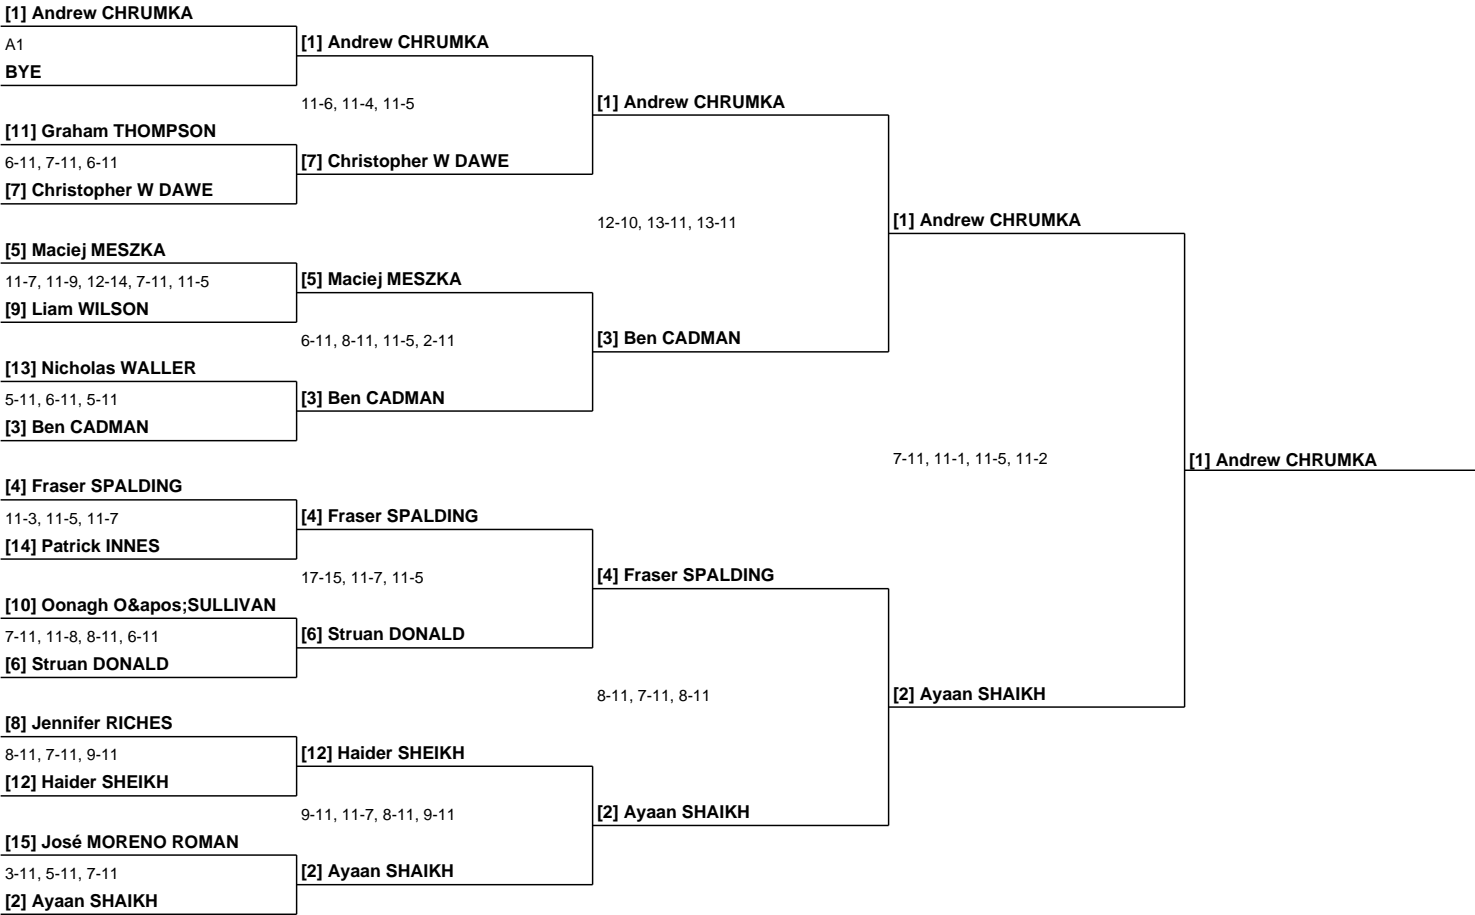 [1] Andrew CHRUMKA
A1
BYE
[11] Graham THOMPSON
6-11, 7-11, 6-11
[7] Christopher W DAWE
[5] Maciej MESZKA
11-7, 11-9, 12-14, 7-11, 11-5
[9] Liam WILSON
[13] Nicholas WALLER
5-11, 6-11, 5-11
[3] Ben CADMAN
[4] Fraser SPALDING
11-3, 11-5, 11-7
[14] Patrick INNES
[10] Oonagh O&apos;SULLIVAN
7-11, 11-8, 8-11, 6-11
[6] Struan DONALD
[8] Jennifer RICHES
8-11, 7-11, 9-11
[12] Haider SHEIKH
[15] José MORENO ROMAN
3-11, 5-11, 7-11
[2] Ayaan SHAIKH
[1] Andrew CHRUMKA
11-6, 11-4, 11-5
[7] Christopher W DAWE
[5] Maciej MESZKA
6-11, 8-11, 11-5, 2-11
[3] Ben CADMAN
[4] Fraser SPALDING
17-15, 11-7, 11-5
[6] Struan DONALD
[12] Haider SHEIKH
9-11, 11-7, 8-11, 9-11
[2] Ayaan SHAIKH
[1] Andrew CHRUMKA
12-10, 13-11, 13-11
[3] Ben CADMAN
[4] Fraser SPALDING
8-11, 7-11, 8-11
[2] Ayaan SHAIKH
[1] Andrew CHRUMKA
7-11, 11-1, 11-5, 11-2
[2] Ayaan SHAIKH
[1] Andrew CHRUMKA